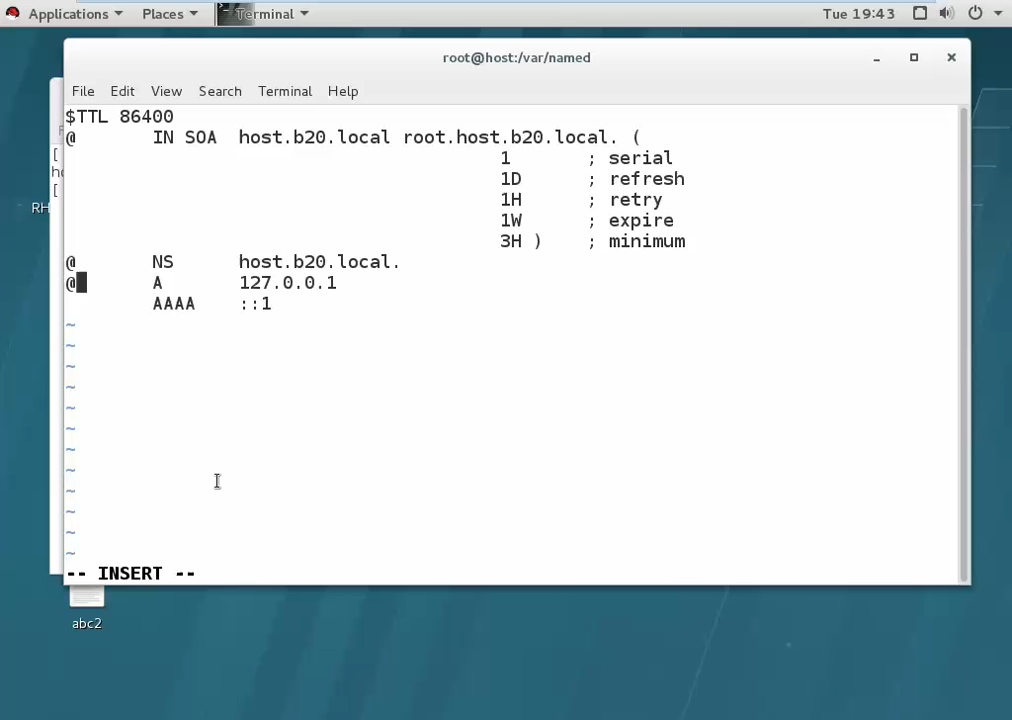 Applications Places Terminal Tue 19:43
root@host:/var/named
File Edit View Search Terminal Help
$TTL 86400
@ IN SOA host.b20.local root.host.b20.local. (
1 ; serial
1D ; refresh
1H ; retry
1W ; expire
3H ) ; minimum
@ NS host.b20.local.
@ A 127.0.0.1
AAAA ::1
~
~
~
~
~
~
~
~
~
~
~
~
-- INSERT --
[
[
RH
abc2